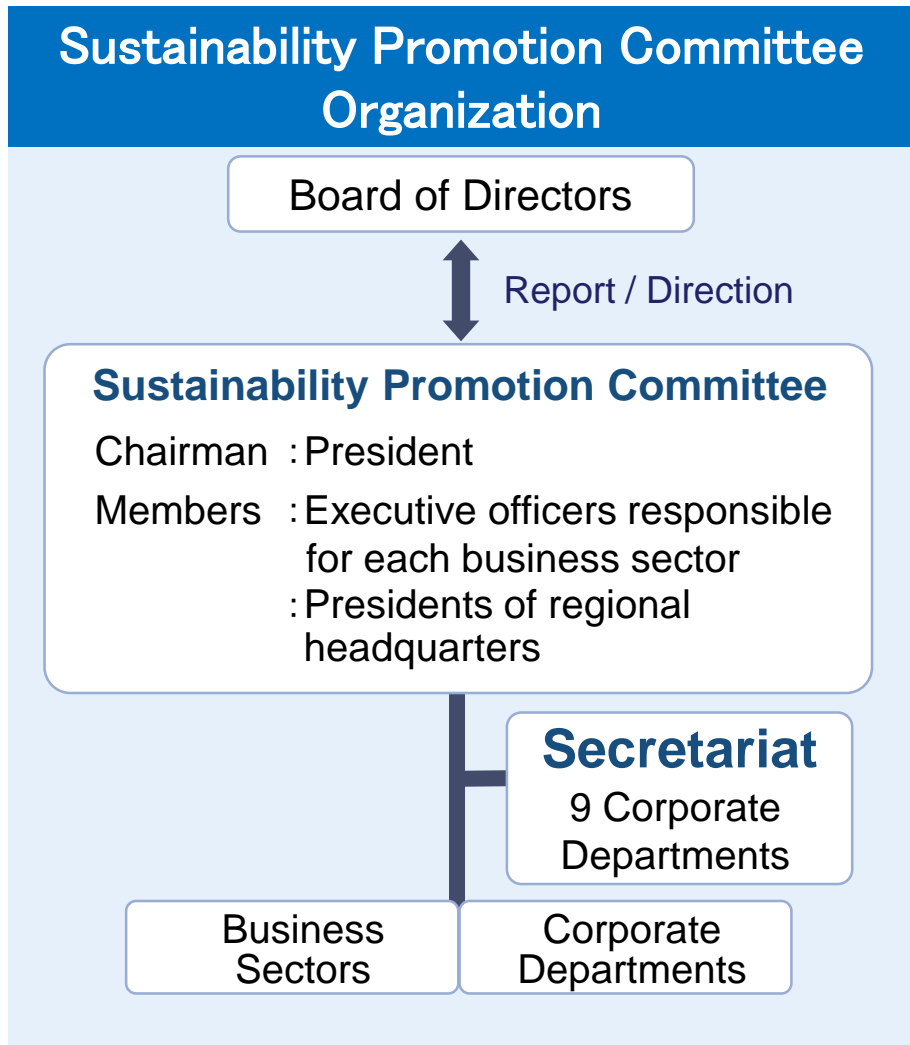 Sustainability Promotion Committee
Organization
Board of Directors
Report / Direction
Sustainability Promotion Committee
Chairman : President
Members : Executive officers responsible
for each business sector
: Presidents of regional
headquarters
Secretariat
9 Corporate
Departments
Business
Sectors
Corporate
Departments